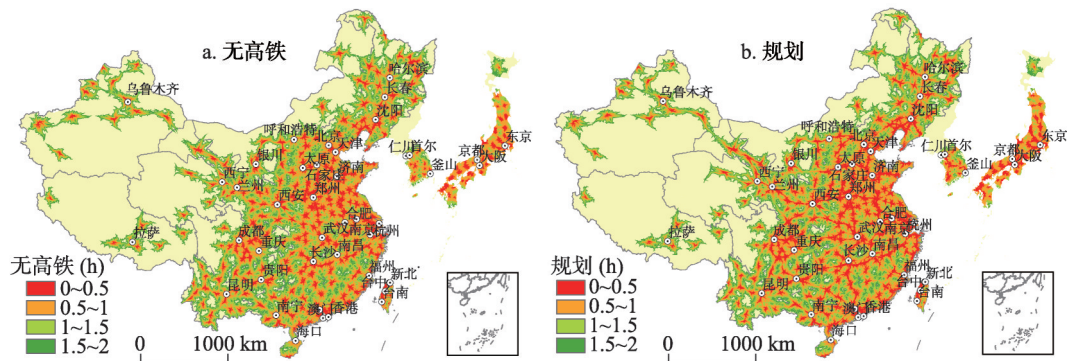 a. 无高铁
哈尔滨
长春
乌鲁木齐
沈阳
呼和浩特
北京
天津
仁川
首尔
东京
京都
大阪
釜山
银川
太原
济南
石家庄
西宁
兰州
郑州
西安
合肥
拉萨
成都
重庆
武汉
南京
杭州
南昌
长沙
贵阳
昆明
福州
新北
台中
台南
南宁
澳门
香港
海口
无高铁 (h)
0~0.5
0.5~1
1~1.5
1.5~2
0
1000 km
b. 规划
哈尔滨
长春
乌鲁木齐
沈阳
呼和浩特
北京
天津
仁川
首尔
东京
京都
大阪
釜山
银川
太原
济南
石家庄
西宁
兰州
郑州
西安
合肥
拉萨
成都
重庆
武汉
南京
杭州
南昌
长沙
贵阳
昆明
福州
新北
台中
台南
南宁
澳门
香港
海口
规划 (h)
0~0.5
0.5~1
1~1.5
1.5~2
0
1000 km